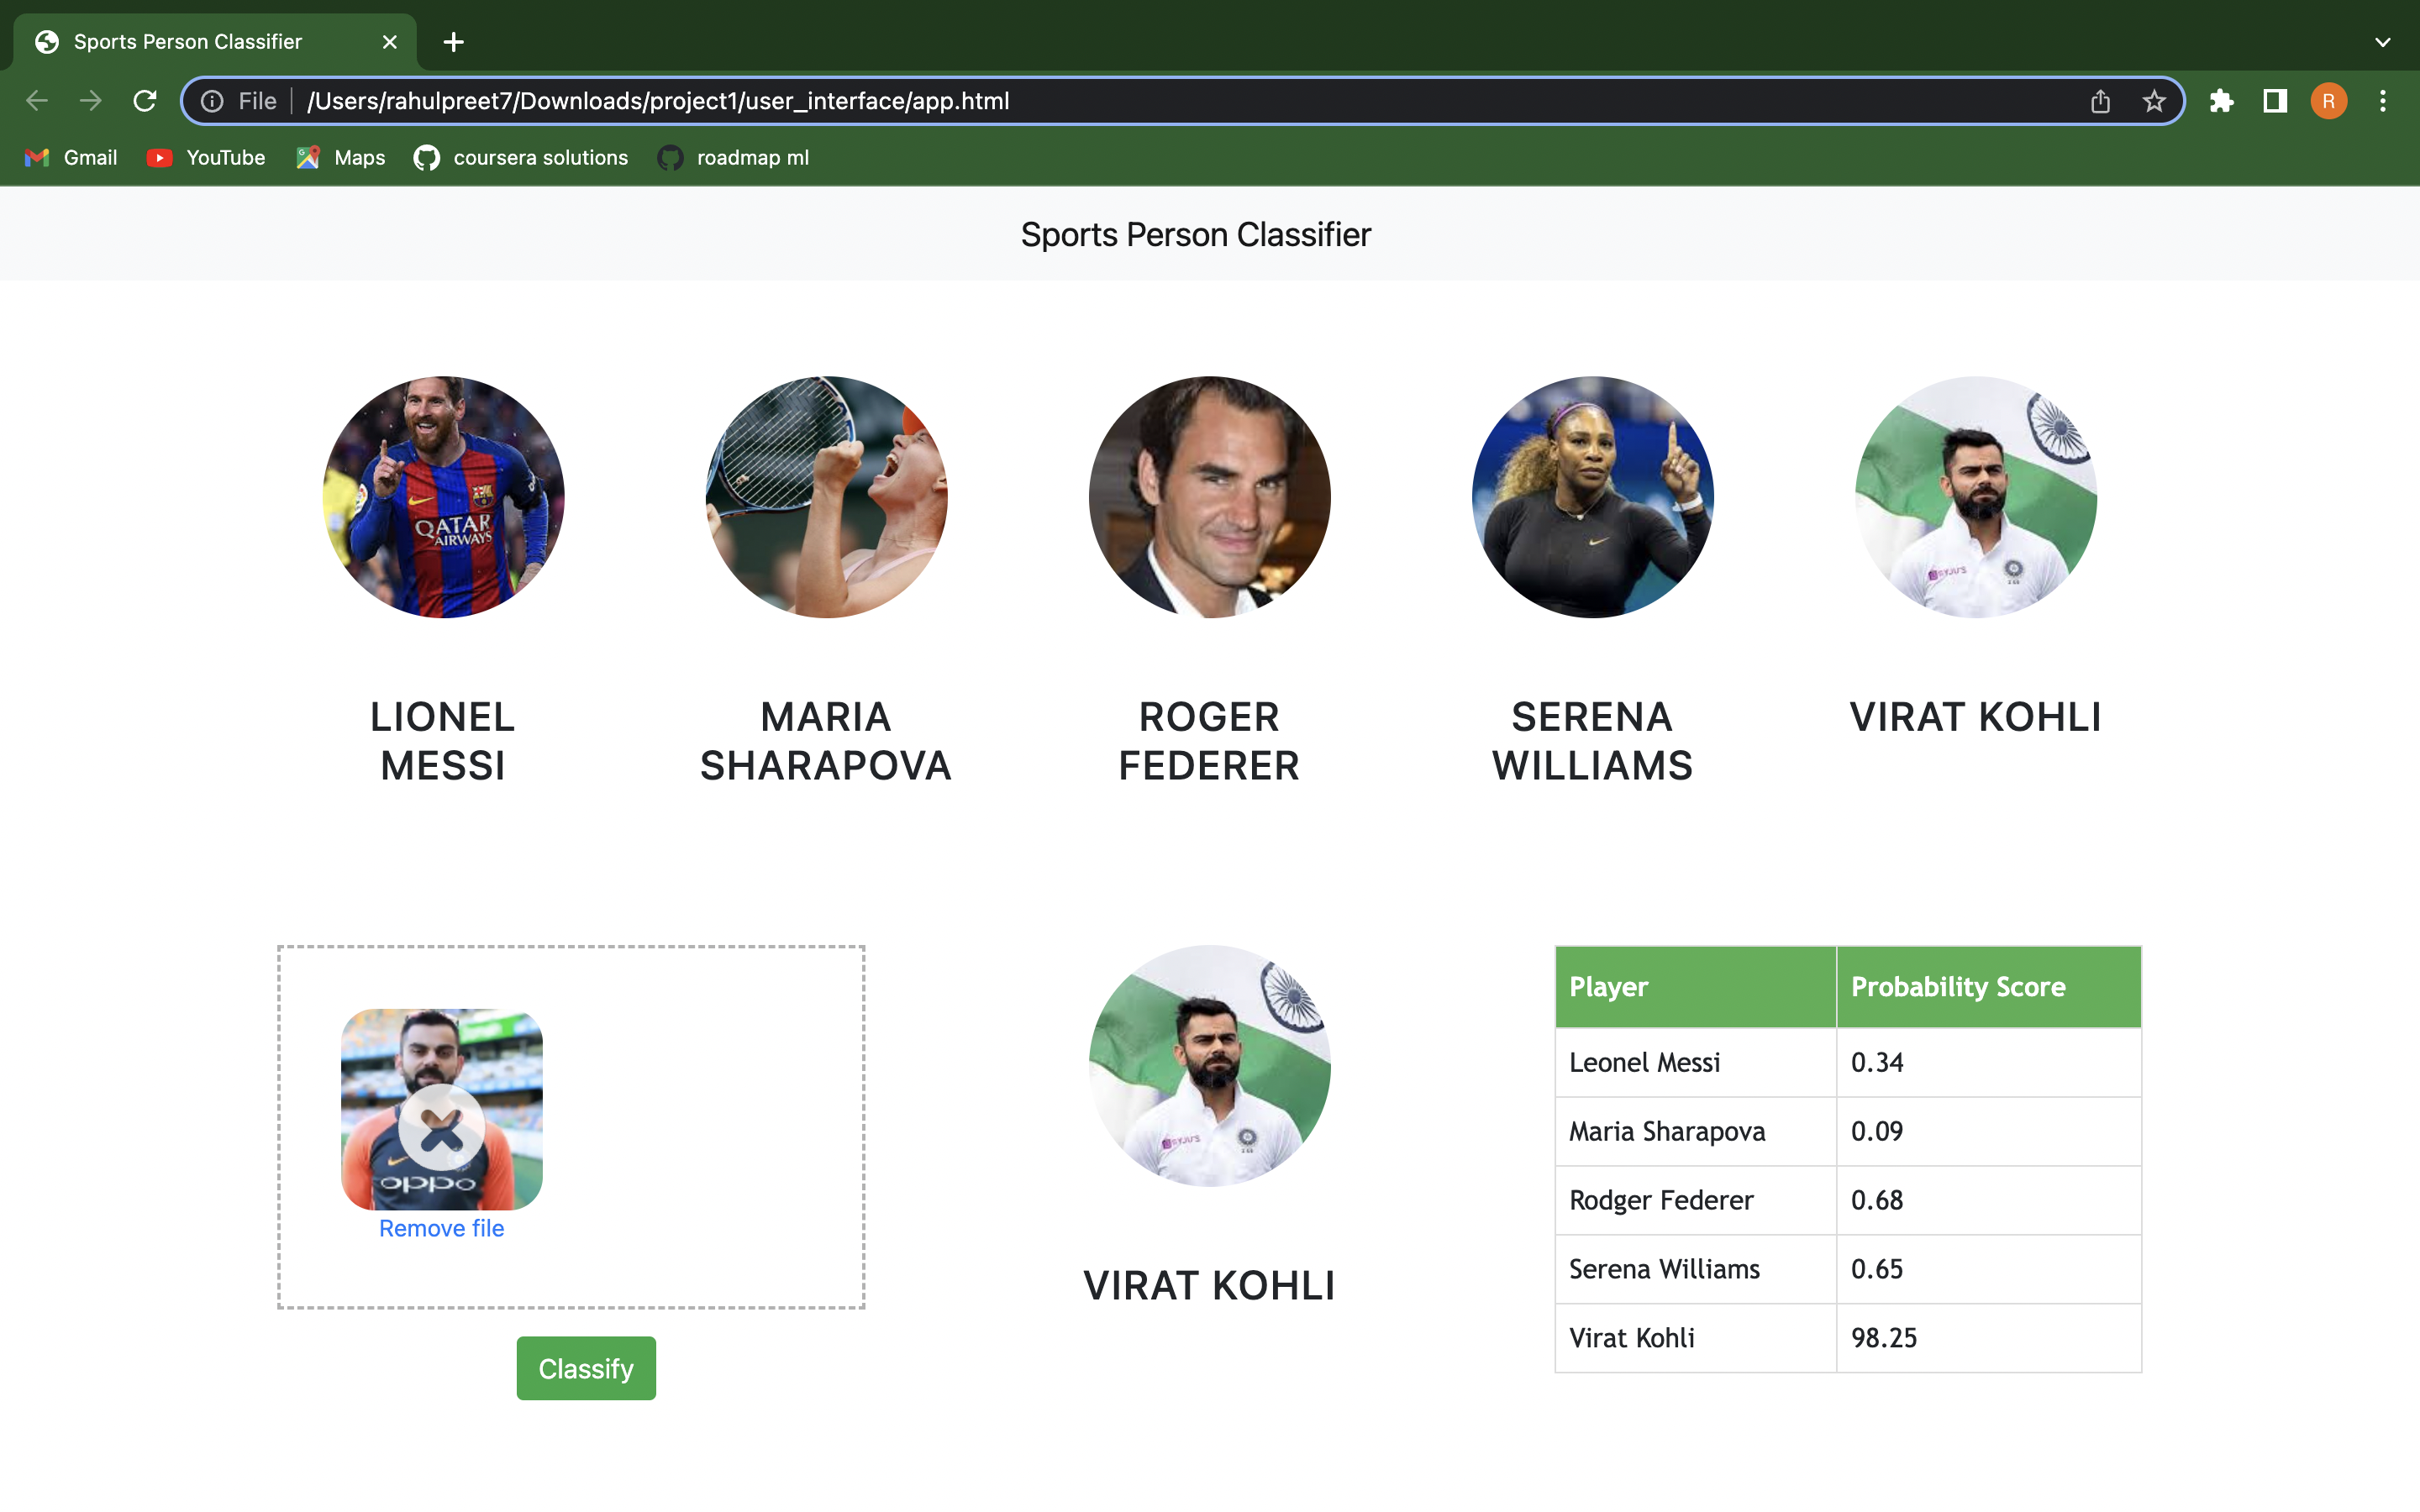 Sports Person Classifier
File /Users/rahulpreet7/Downloads/project1/user_interface/app.html
R
Gmail YouTube Maps coursera solutions roadmap ml
Sports Person Classifier
QATAR
AIRWAYS
BYJU'S
LIONEL
MESSI
MARIA
SHARAPOVA
ROGER
FEDERER
SERENA
WILLIAMS
VIRAT KOHLI
oppo
Remove file
Classify
BYJU'S
VIRAT KOHLI
Player Probability Score
Leonel Messi 0.34
Maria Sharapova 0.09
Rodger Federer 0.68
Serena Williams 0.65
Virat Kohli 98.25